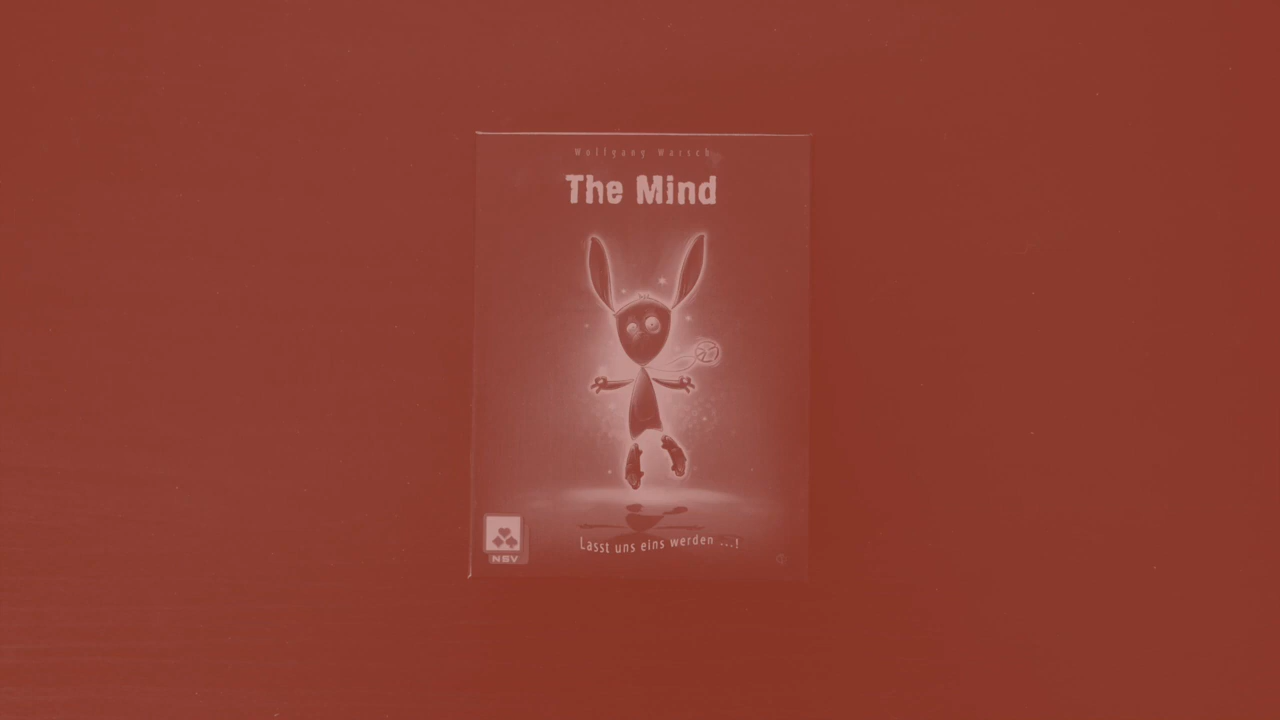 Wolfgang Warsch
The Mind
Lasst uns eins werden ...!
NSV